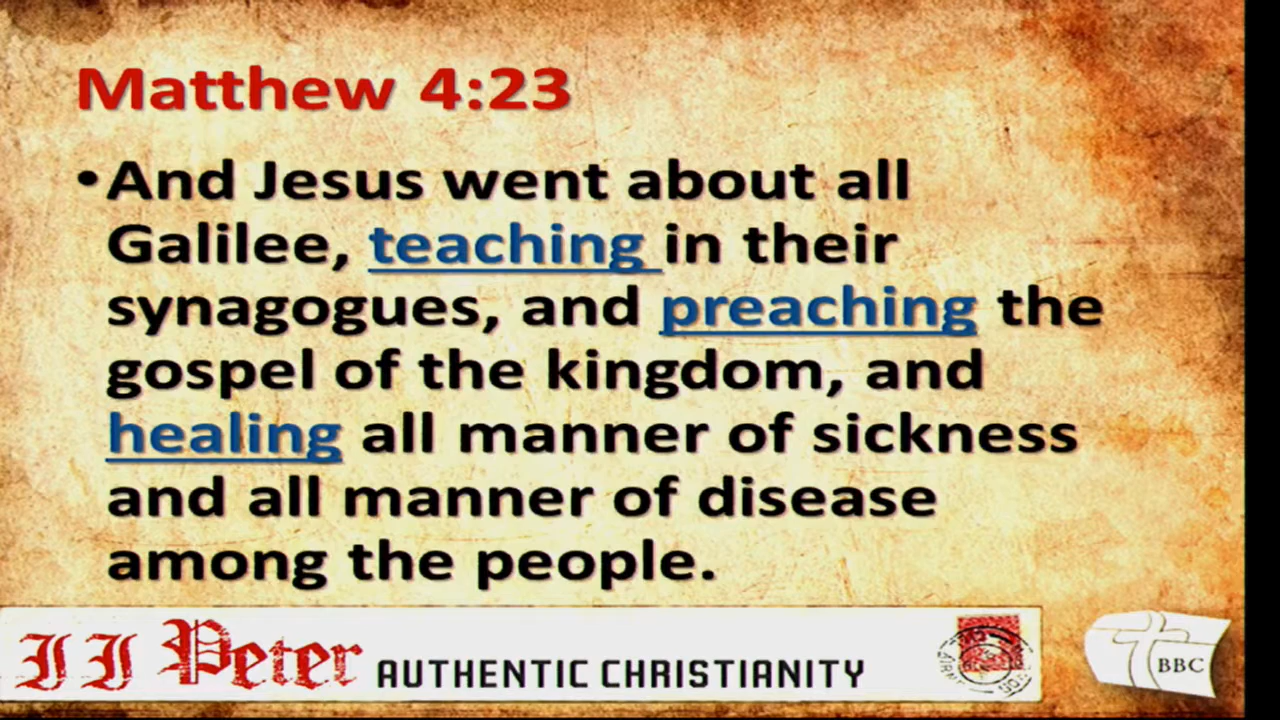 Matthew 4:23
•And Jesus went about all
Galilee, teaching in their
synagogues, and preaching the
gospel of the kingdom, and
healing all manner of sickness
and all manner of disease
among the people.
JJ Peter AUTHENTIC CHRISTIANITY
BBC